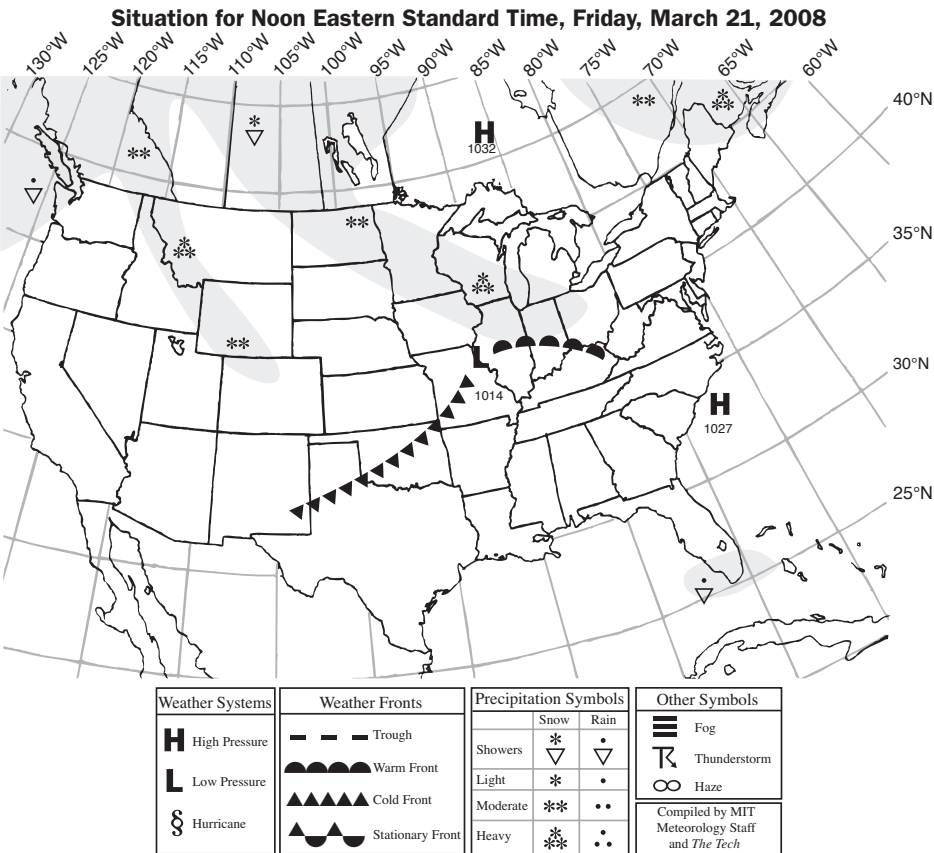 Situation for Noon Eastern Standard Time, Friday, March 21, 2008
130°W
125°W
120°W
115°W
110°W
105°W
100°W
95°W
90°W
85°W
80°W
75°W
70°W
65°W
60°W
40°N
35°N
30°N
25°N
H
1032
L
1014
H
1027
Weather Systems
H High Pressure
L Low Pressure
§ Hurricane
Weather Fronts
Trough
Warm Front
Cold Front
Stationary Front
Precipitation Symbols
Snow Rain
Showers
Light
Moderate
Heavy
Other Symbols
Fog
Thunderstorm
Haze
Compiled by MIT
Meteorology Staff
and The Tech